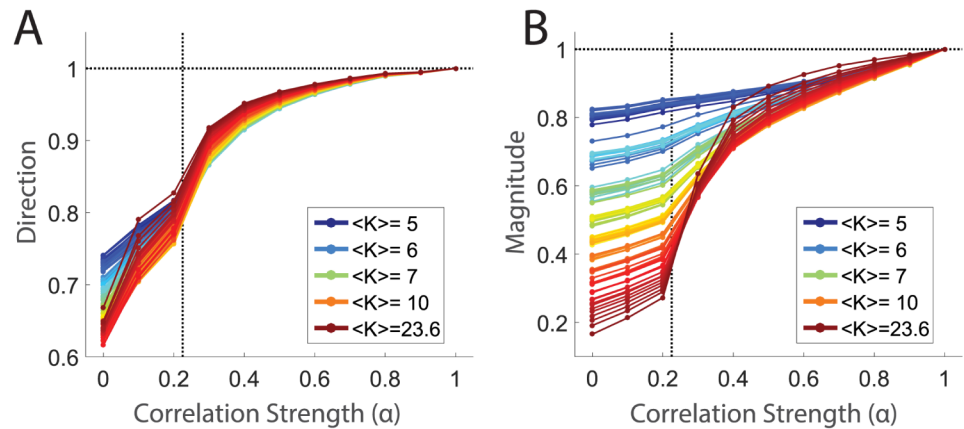 A
Direction
1
0.9
0.8
0.7
0.6
0
0.2
0.4
0.6
0.8
1
Correlation Strength (α)
<K>= 5
<K>= 6
<K>= 7
<K>= 10
<K>=23.6
B
Magnitude
1
0.8
0.6
0.4
0.2
0
0.2
0.4
0.6
0.8
1
Correlation Strength (α)
<K>= 5
<K>= 6
<K>= 7
<K>= 10
<K>=23.6